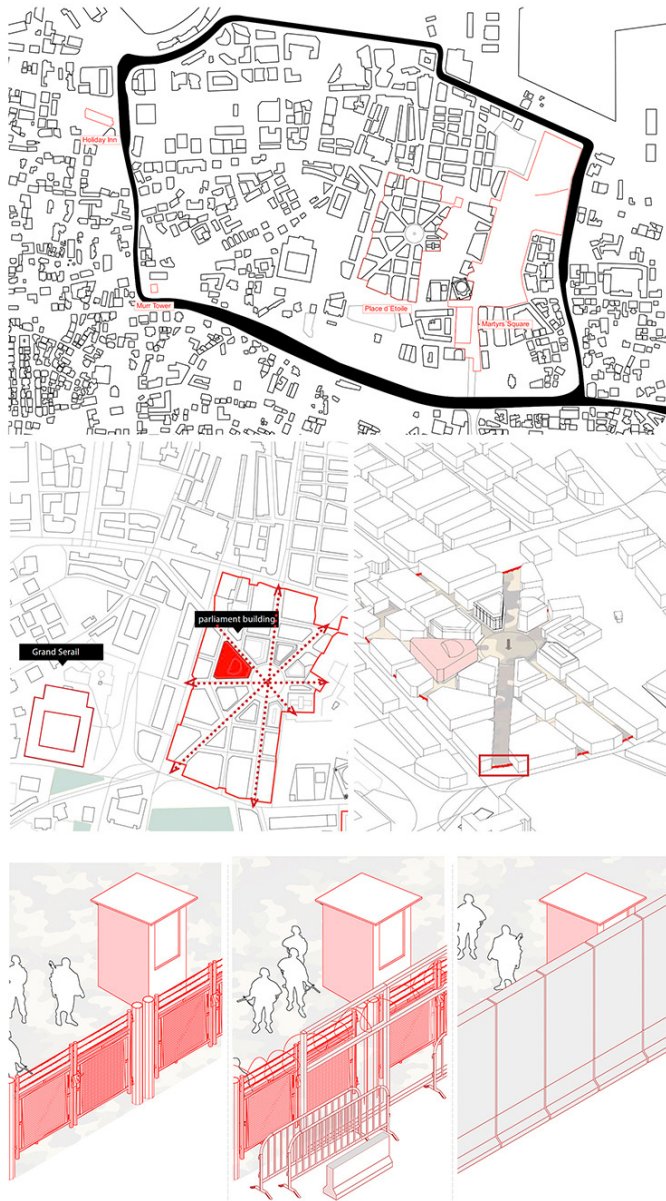 Holiday Inn
Murr Tower
Place d'Etoile
Martyrs Square
parliament building
Grand Serail